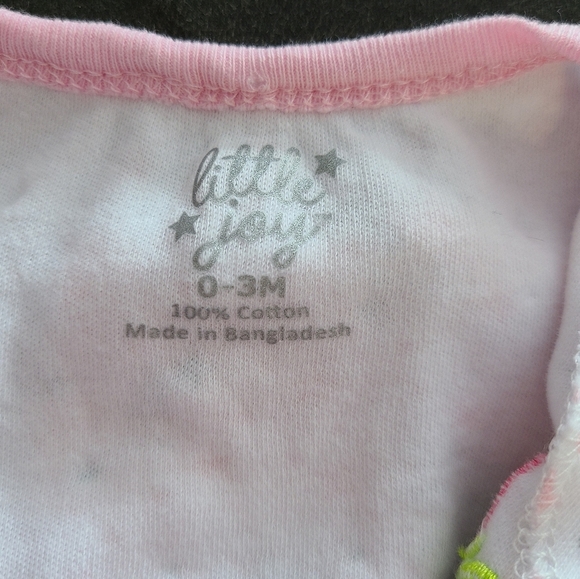 little
joy
0-3M
100% Cotton
Made in Bangladesh